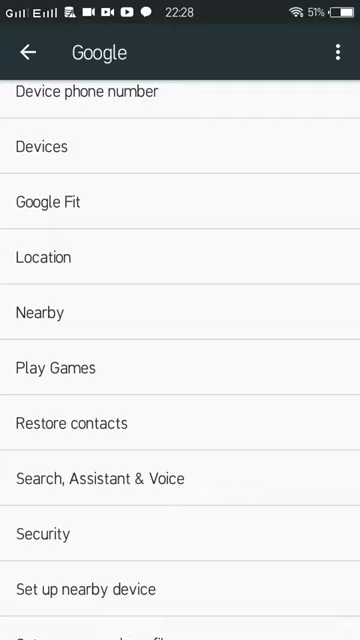 22:28
51%
Google
Device phone number
Devices
Google Fit
Location
Nearby
Play Games
Restore contacts
Search, Assistant & Voice
Security
Set up nearby device